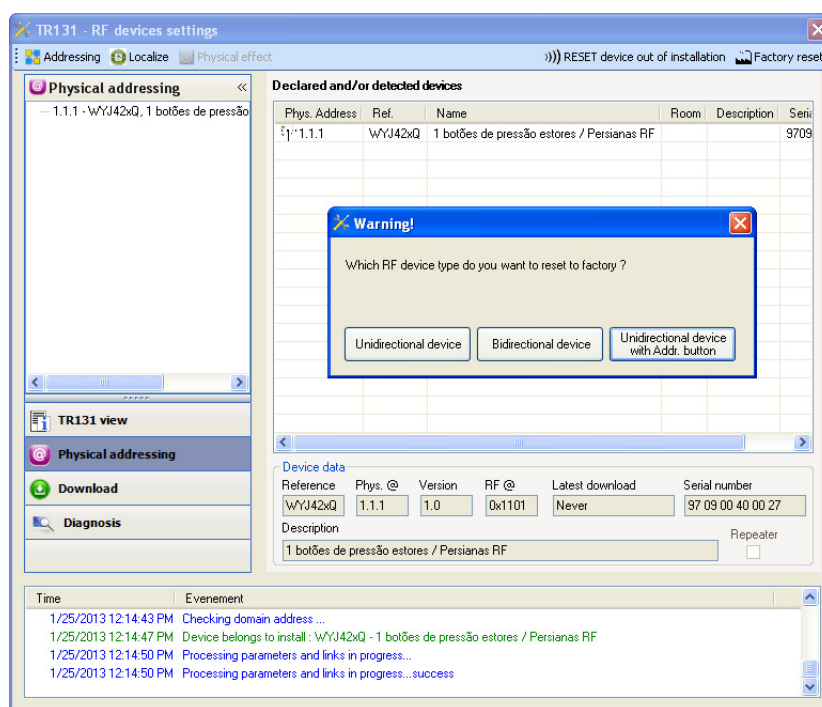 TR131 - RF devices settings
Addressing Localize Physical effect RESET device out of installation Factory reset
Physical addressing «
1.1.1 - WYJ42xQ, 1 botões de pressão
TR131 view
Physical addressing
Download
Diagnosis
Declared and/or detected devices
Phys. Address Ref. Name Room Description
1.1.1 WYJ42xQ 1 botões de pressão estores / Persianas RF 9709
Warning!
Which RF device type do you want to reset to factory ?
Unidirectional device Bidirectional device Unidirectional device
with Addr. button
Device data
Reference Phys. @ Version RF @ Latest download Serial number
WYJ42xQ 1.1.1 1.0 0x1101 Never 97 09 00 40 00 27
Description Repeater
1 botões de pressão estores / Persianas RF
Time Evenement
1/25/2013 12:14:43 PM Checking domain address ...
1/25/2013 12:14:47 PM Device belongs to install : WYJ42xQ - 1 botões de pressão estores / Persianas RF
1/25/2013 12:14:50 PM Processing parameters and links in progress...
1/25/2013 12:14:50 PM Processing parameters and links in progress...success